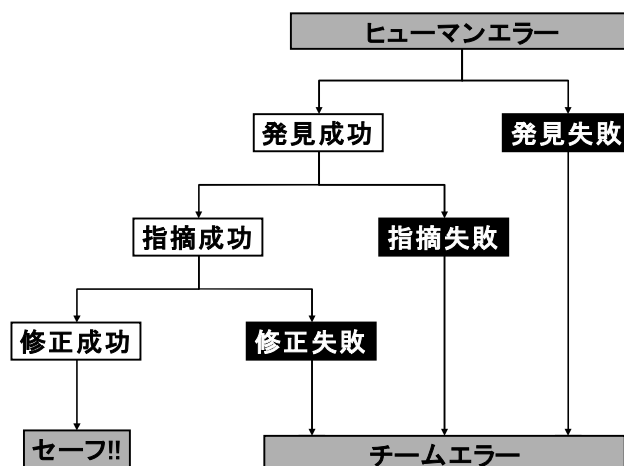 ヒューマンエラー
発見成功
発見失敗
指摘成功
指摘失敗
修正成功
修正失敗
セーフ!!
チームエラー